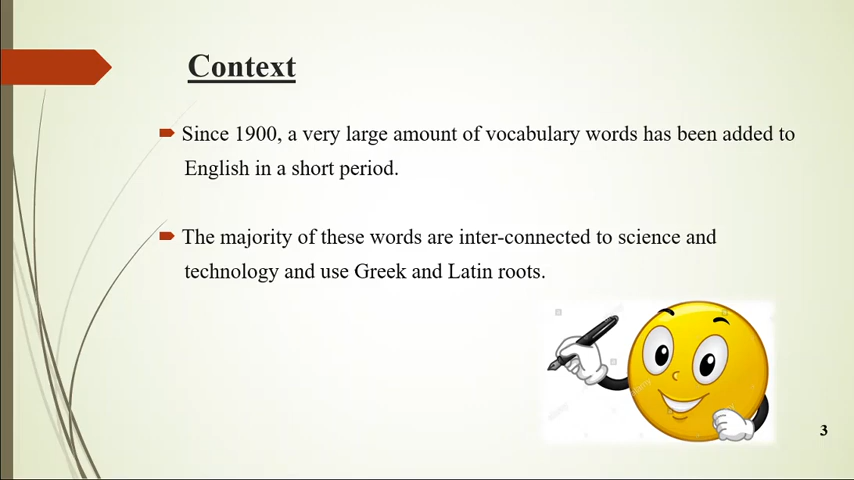 Context
Since 1900, a very large amount of vocabulary words has been added to
English in a short period.
The majority of these words are inter-connected to science and
technology and use Greek and Latin roots.
3